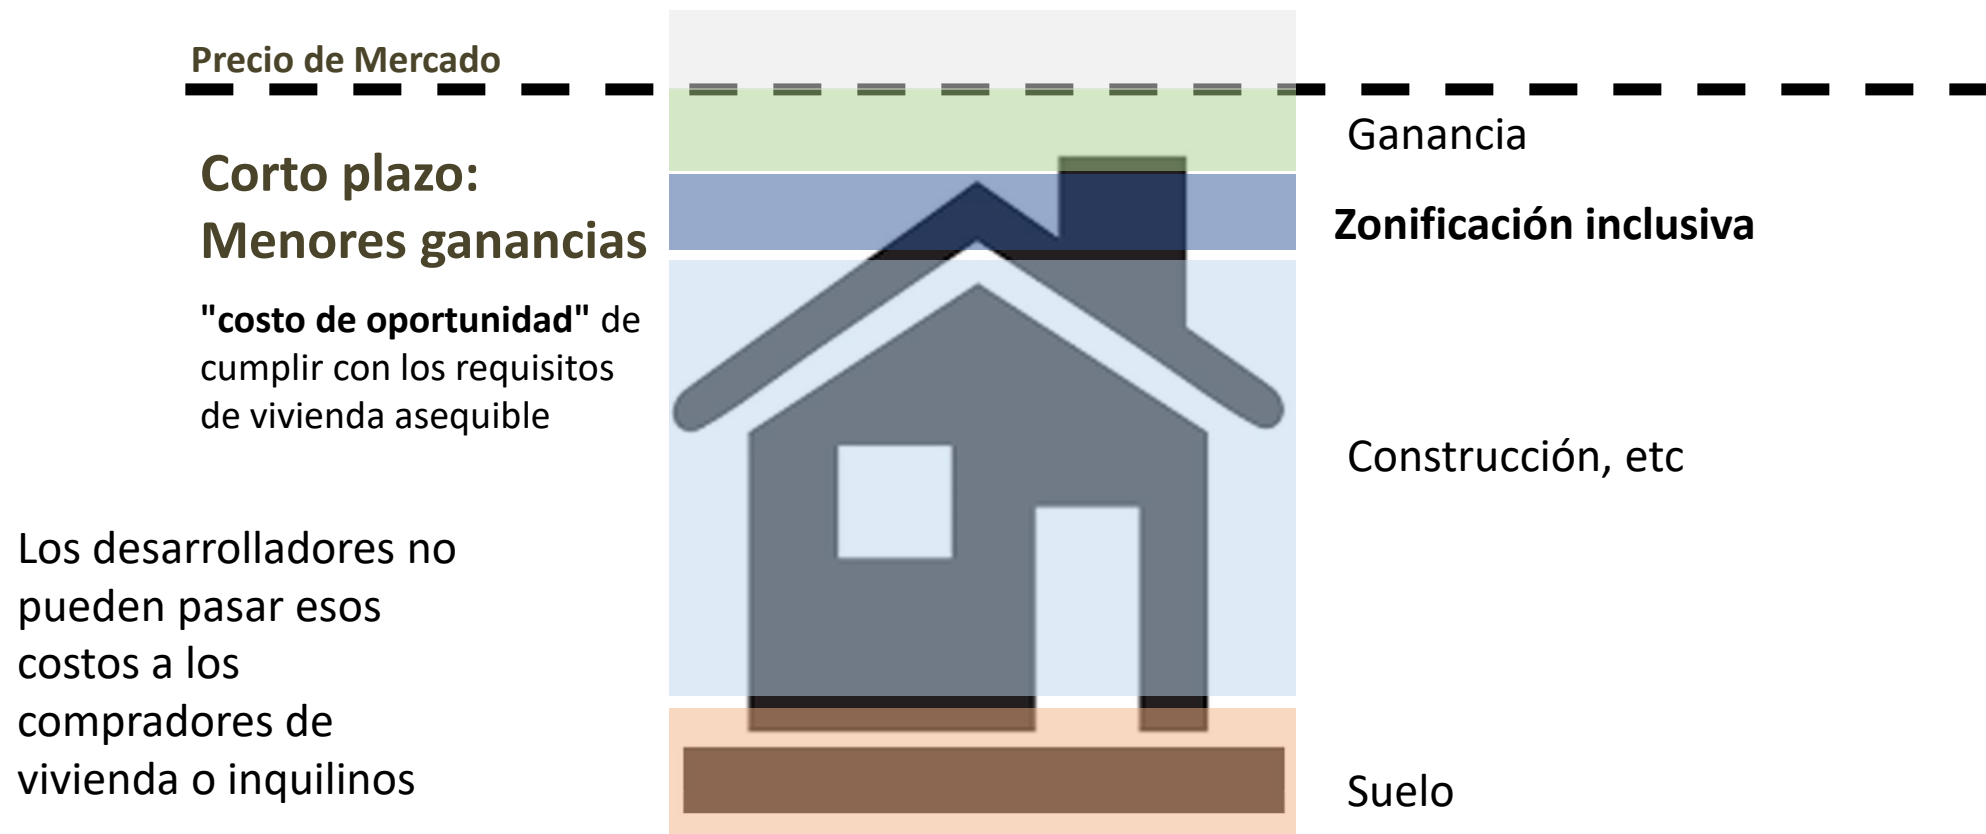 Precio de Mercado
Corto plazo:
Menores ganancias
"costo de oportunidad" de
cumplir con los requisitos
de vivienda asequible
Los desarrolladores no
pueden pasar esos
costos a los
compradores de
vivienda o inquilinos
Ganancia
Zonificación inclusiva
Construcción, etc
Suelo